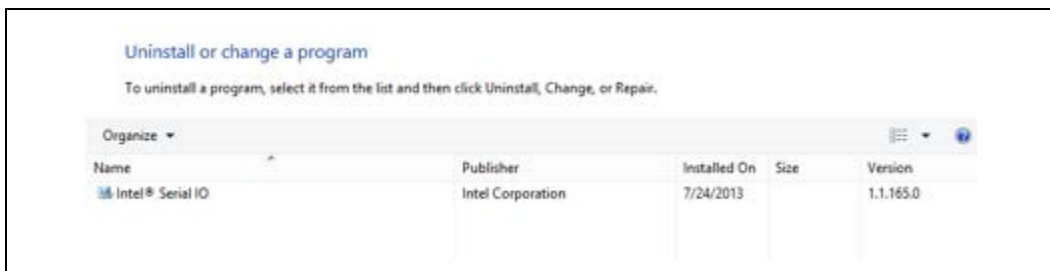 Uninstall or change a program
To uninstall a program, select it from the list and then click Uninstall, Change, or Repair.
Organize
Name Publisher Installed On Size Version
Intel® Serial IO Intel Corporation 7/24/2013 1.1.165.0